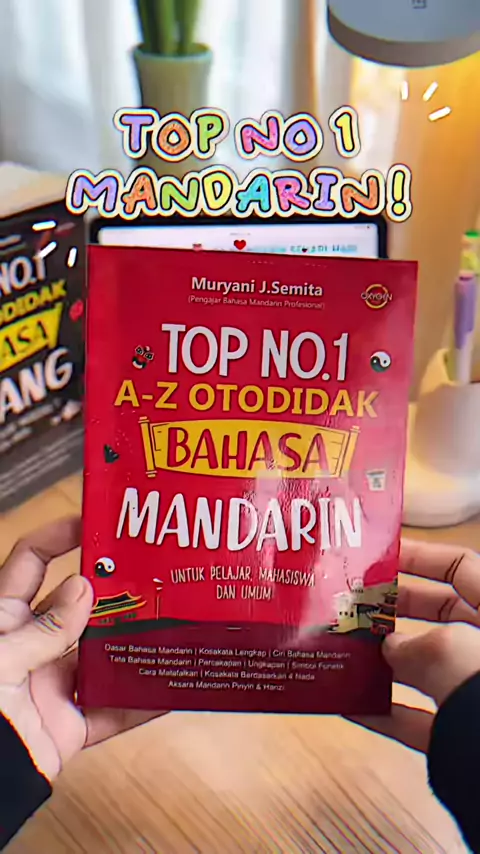 TOP NO 1
MANDARIN!
NO.1
ODIDAK
ASA
ANG
Muryani J.Semita
(Pengajar Bahasa Mandarin Profesional)
OXYGEN
TOP NO.1
A-Z OTODIDAK
BAHASA
MANDARIN
UNTUK PELAJAR, MAHASISWA
DAN UMUM
Dasar Bahasa Mandarin | Kosakata Lengkap | Ciri Bahasa Mandarin
Tata Bahasa Mandarin | Percakapan | Ungkapan | Simbol Fonetik
Cara Melafalkan | Kosakata Berdasarkan 4 Nada
Aksara Mandarin Pinyin & Hanzi